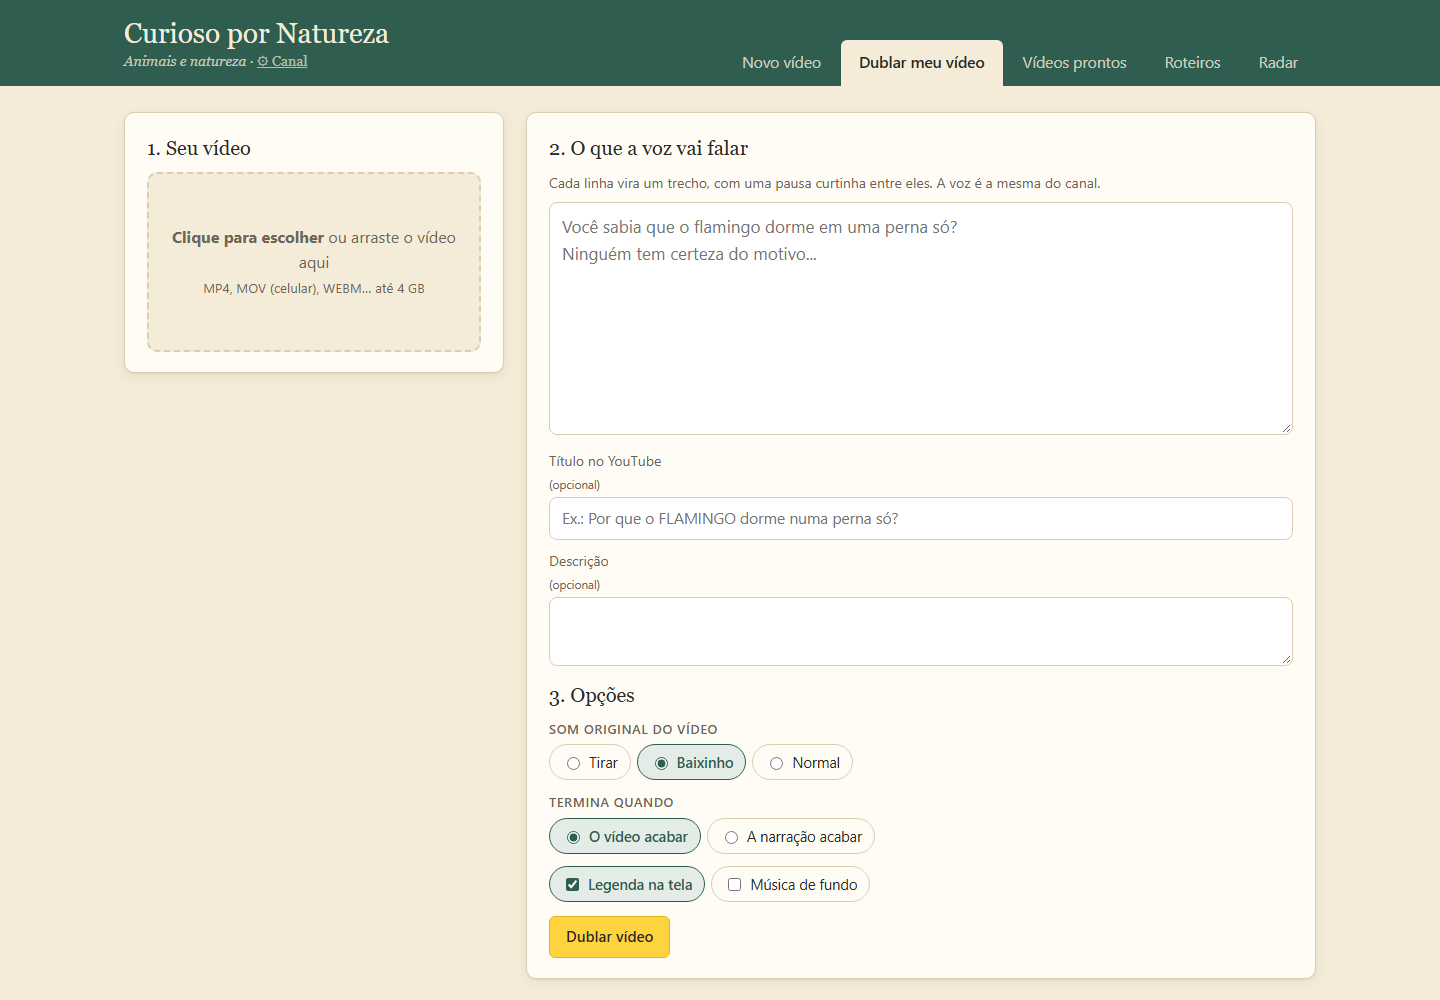 Curioso por Natureza
Animais e natureza · ⚙ Canal
Novo vídeo
Dublar meu vídeo
Vídeos prontos
Roteiros
Radar
1. Seu vídeo
Clique para escolher ou arraste o vídeo
aqui
MP4, MOV (celular), WEBM... até 4 GB
2. O que a voz vai falar
Cada linha vira um trecho, com uma pausa curtinha entre eles. A voz é a mesma do canal.
Você sabia que o flamingo dorme em uma perna só?
Ninguém tem certeza do motivo...
Título no YouTube
(opcional)
Ex.: Por que o FLAMINGO dorme numa perna só?
Descrição
(opcional)
3. Opções
SOM ORIGINAL DO VÍDEO
Tirar
Baixinho
Normal
TERMINA QUANDO
O vídeo acabar
A narração acabar
Legenda na tela
Música de fundo
Dublar vídeo